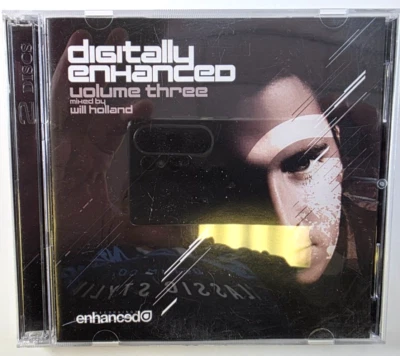 digitally
enhanced
volume three
mixed by
will holland
2 DISCS
enhanced